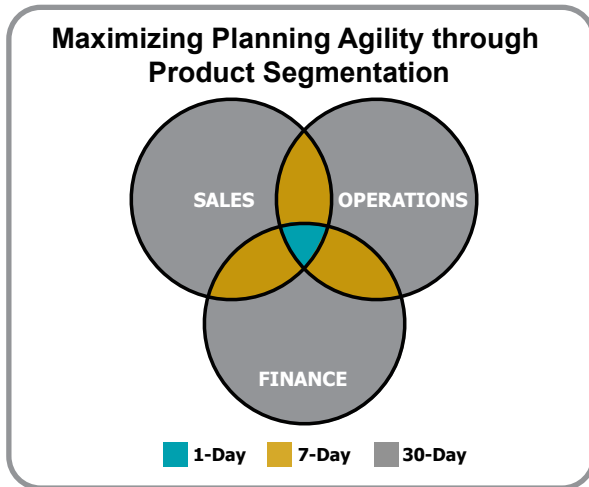 Maximizing Planning Agility through
Product Segmentation
SALES
OPERATIONS
FINANCE
1-Day
7-Day
30-Day